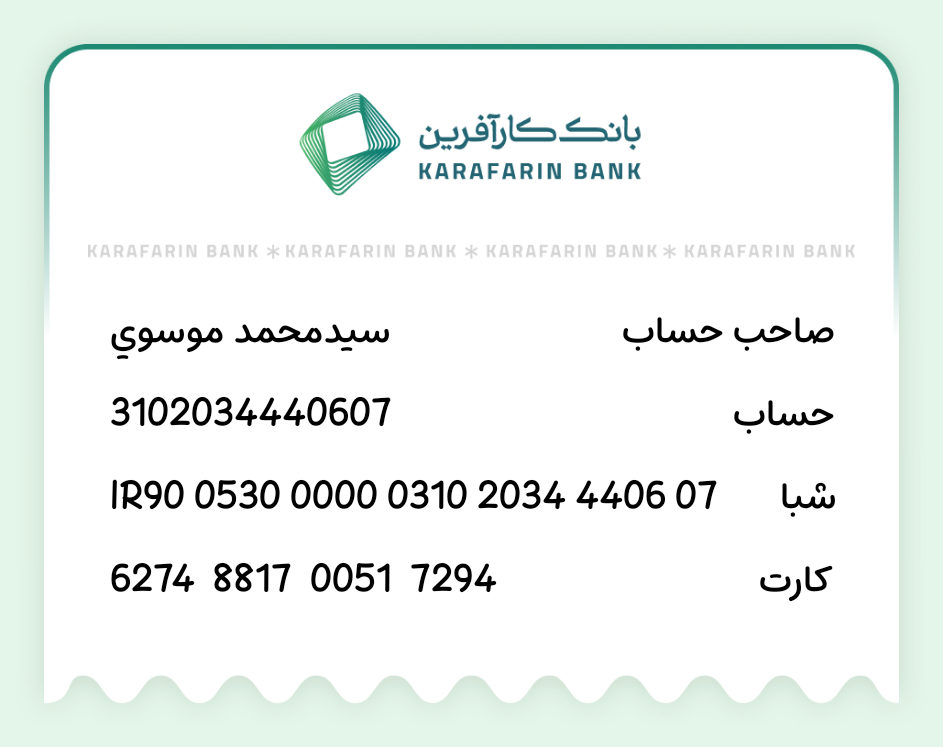 بانک کارآفرین
KARAFARIN BANK
KARAFARIN BANK * KARAFARIN BANK * KARAFARIN BANK * KARAFARIN BANK
صاحب حساب سيدمحمد موسوي
حساب 3102034440607
شبا IR90 0530 0000 0310 2034 4406 07
کارت 6274 8817 0051 7294